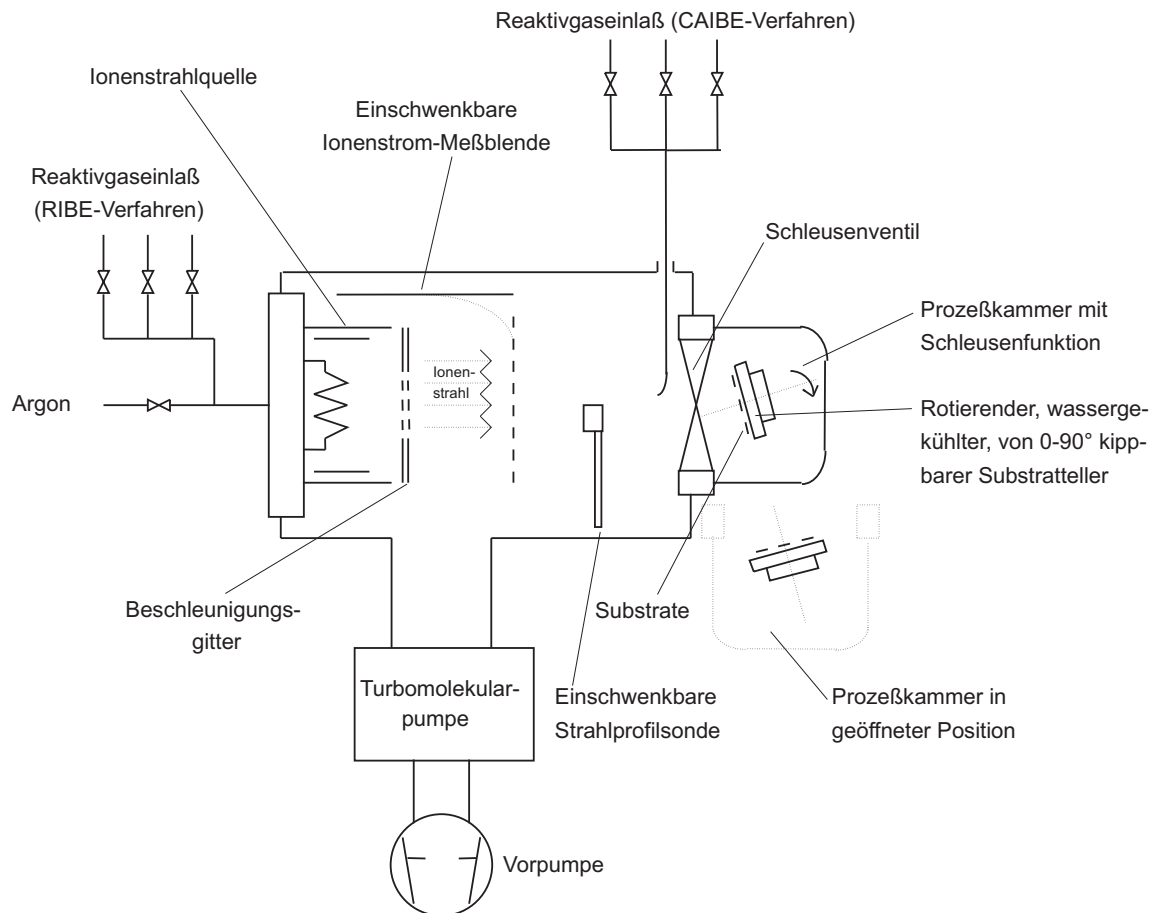 Reaktivgaseinlaß (CAIBE-Verfahren)
Ionenstrahlquelle
Einschwenkbare
Ionenstrom-Meßblende
Reaktivgaseinlaß
(RIBE-Verfahren)
Schleusenventil
Prozeßkammer mit
Schleusenfunktion
Ionen-
strahl
Argon
Rotierender, wasserge-
kühlter, von 0-90° kipp-
barer Substratteller
Beschleunigungs-
gitter
Substrate
Turbomolekular-
pumpe
Einschwenkbare
Strahlprofilsonde
Prozeßkammer in
geöffneter Position
Vorpumpe